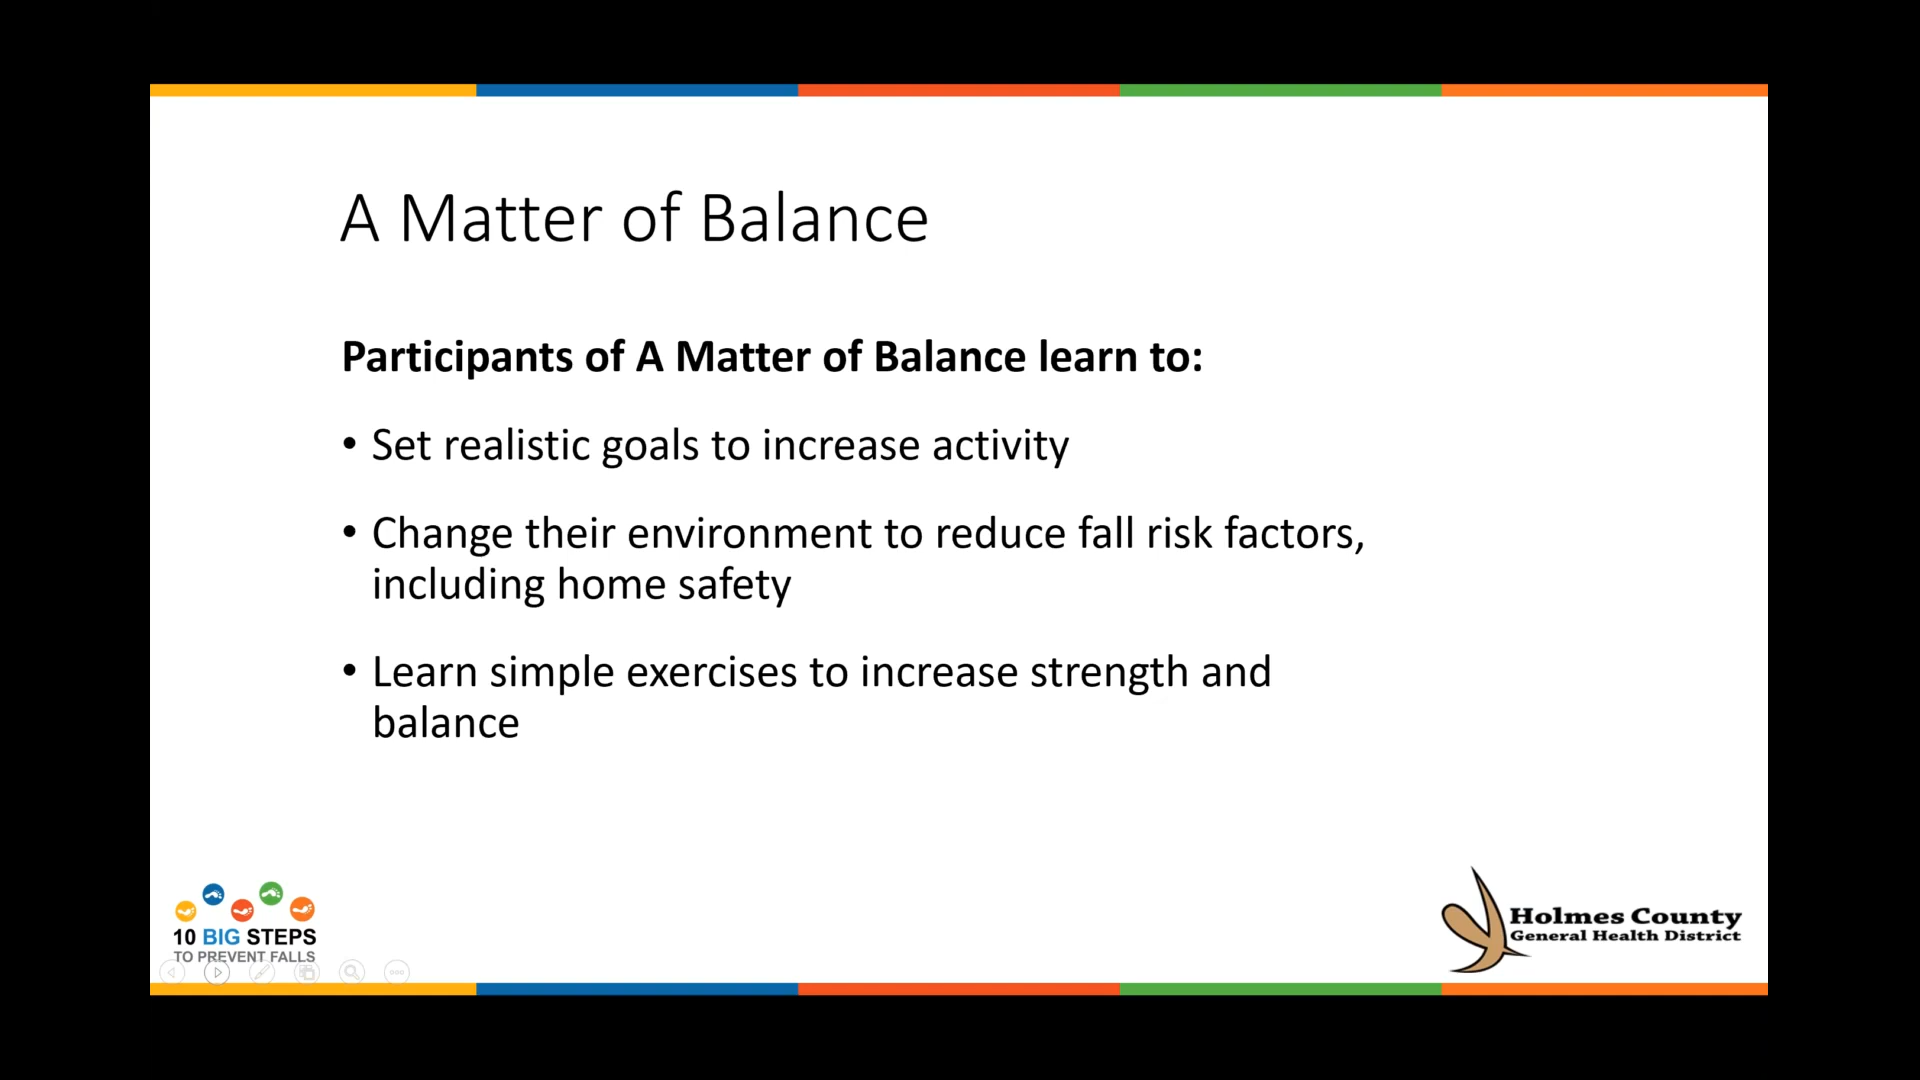 A Matter of Balance
Participants of A Matter of Balance learn to:
• Set realistic goals to increase activity
• Change their environment to reduce fall risk factors,
including home safety
• Learn simple exercises to increase strength and
balance
10 BIG STEPS
TO PREVENT FALLS
Holmes County
General Health District